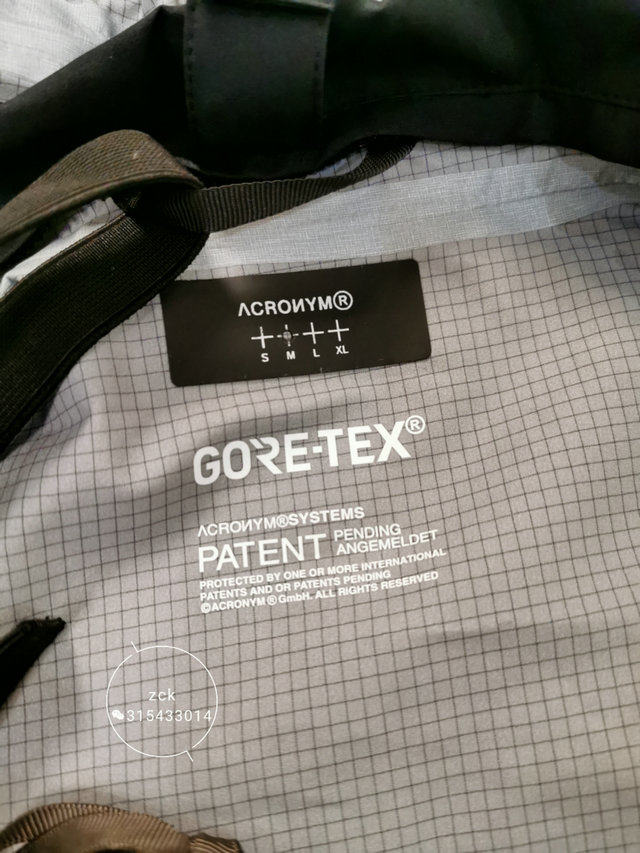 ACRONYM®
S M L XL
GORE-TEX®
ACRONYM®SYSTEMS
PATENT PENDING
ANGEMELDET
PROTECTED BY ONE OR MORE INTERNATIONAL
PATENTS AND OR PATENTS PENDING
©ACRONYM®GmbH. ALL RIGHTS RESERVED
zck
315433014